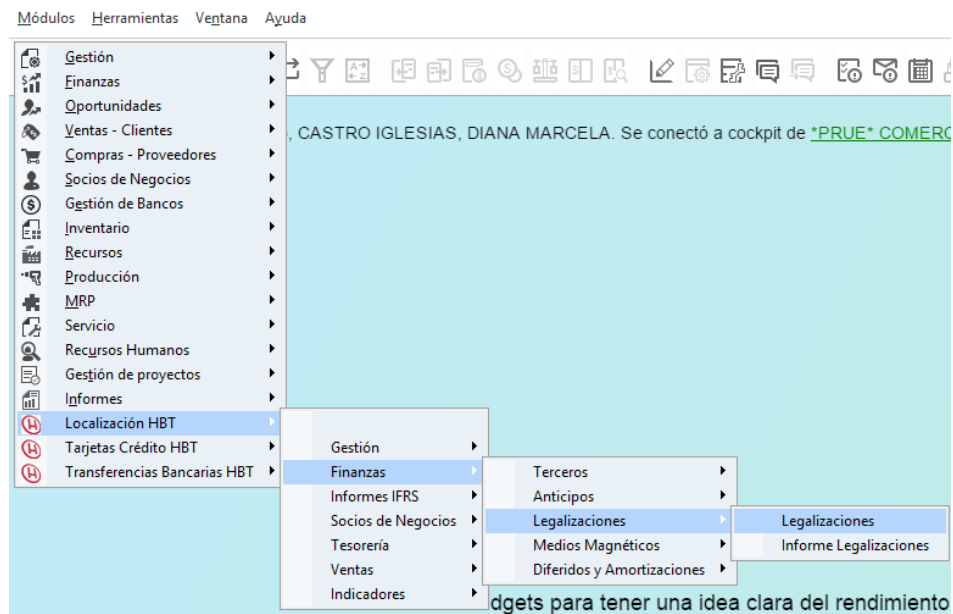 Módulos Herramientas Ventana Ayuda
Gestión
Finanzas
Oportunidades
Ventas - Clientes
, CASTRO IGLESIAS, DIANA MARCELA. Se conectó a cockpit de *PRUE* COMERC
Compras - Proveedores
Socios de Negocios
Gestión de Bancos
Inventario
Recursos
Producción
MRP
Servicio
Recursos Humanos
Gestión de proyectos
Informes
Localización HBT
Tarjetas Crédito HBT
Transferencias Bancarias HBT
Gestión
Finanzas
Informes IFRS
Socios de Negocios
Tesorería
Ventas
Indicadores
Terceros
Anticipos
Legalizaciones
Medios Magnéticos
Diferidos y Amortizaciones
Legalizaciones
Informe Legalizaciones
dgets para tener una idea clara del rendimiento